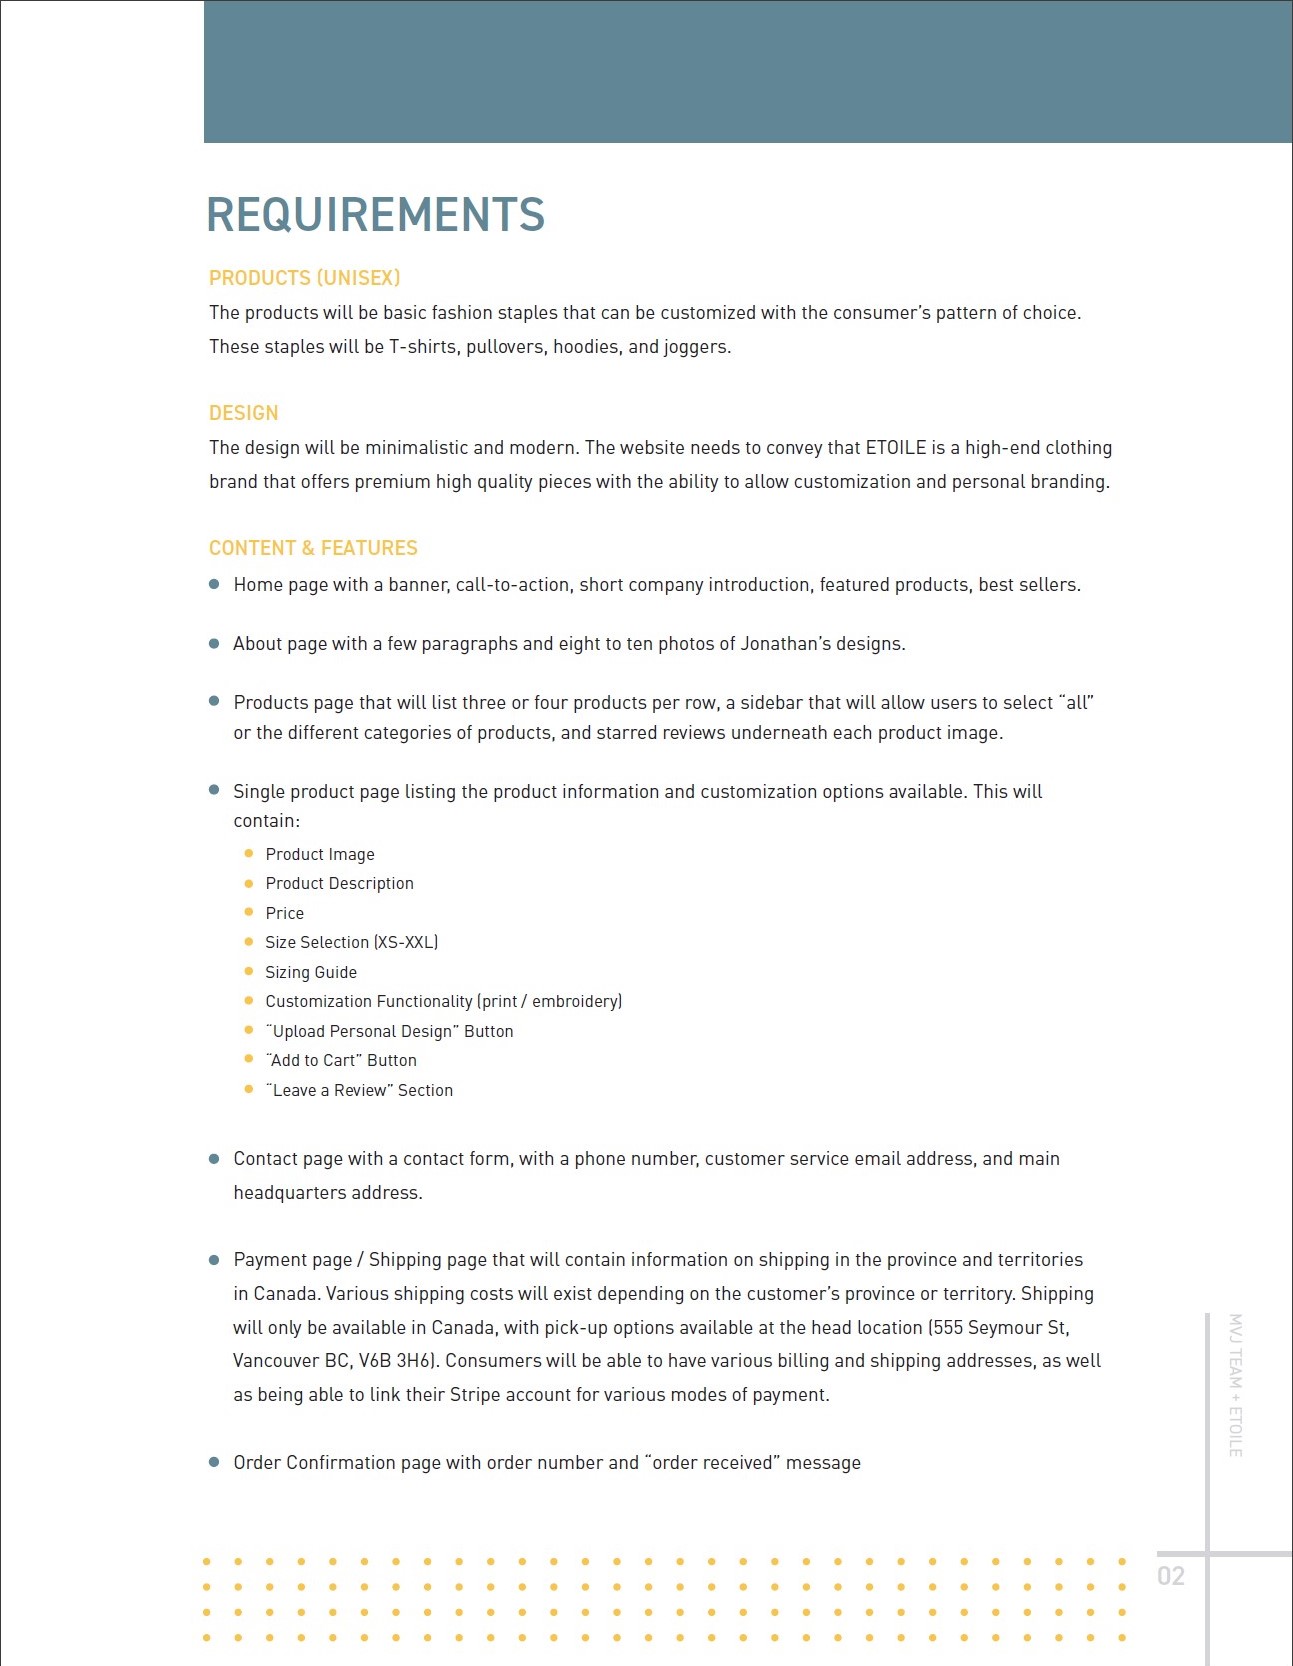 REQUIREMENTS
PRODUCTS (UNISEX)
The products will be basic fashion staples that can be customized with the consumer’s pattern of choice.
These staples will be T-shirts, pullovers, hoodies, and joggers.
DESIGN
The design will be minimalistic and modern. The website needs to convey that ETOILE is a high-end clothing
brand that offers premium high quality pieces with the ability to allow customization and personal branding.
CONTENT & FEATURES
Home page with a banner, call-to-action, short company introduction, featured products, best sellers.
About page with a few paragraphs and eight to ten photos of Jonathan’s designs.
Products page that will list three or four products per row, a sidebar that will allow users to select “all”
or the different categories of products, and starred reviews underneath each product image.
Single product page listing the product information and customization options available. This will
contain:
Product Image
Product Description
Price
Size Selection (XS-XXL)
Sizing Guide
Customization Functionality (print / embroidery)
“Upload Personal Design” Button
“Add to Cart” Button
“Leave a Review” Section
Contact page with a contact form, with a phone number, customer service email address, and main
headquarters address.
Payment page / Shipping page that will contain information on shipping in the province and territories
in Canada. Various shipping costs will exist depending on the customer’s province or territory. Shipping
will only be available in Canada, with pick-up options available at the head location (555 Seymour St,
Vancouver BC, V6B 3H6). Consumers will be able to have various billing and shipping addresses, as well
as being able to link their Stripe account for various modes of payment.
Order Confirmation page with order number and “order received” message
MVJ TEAM + ETOILE
02